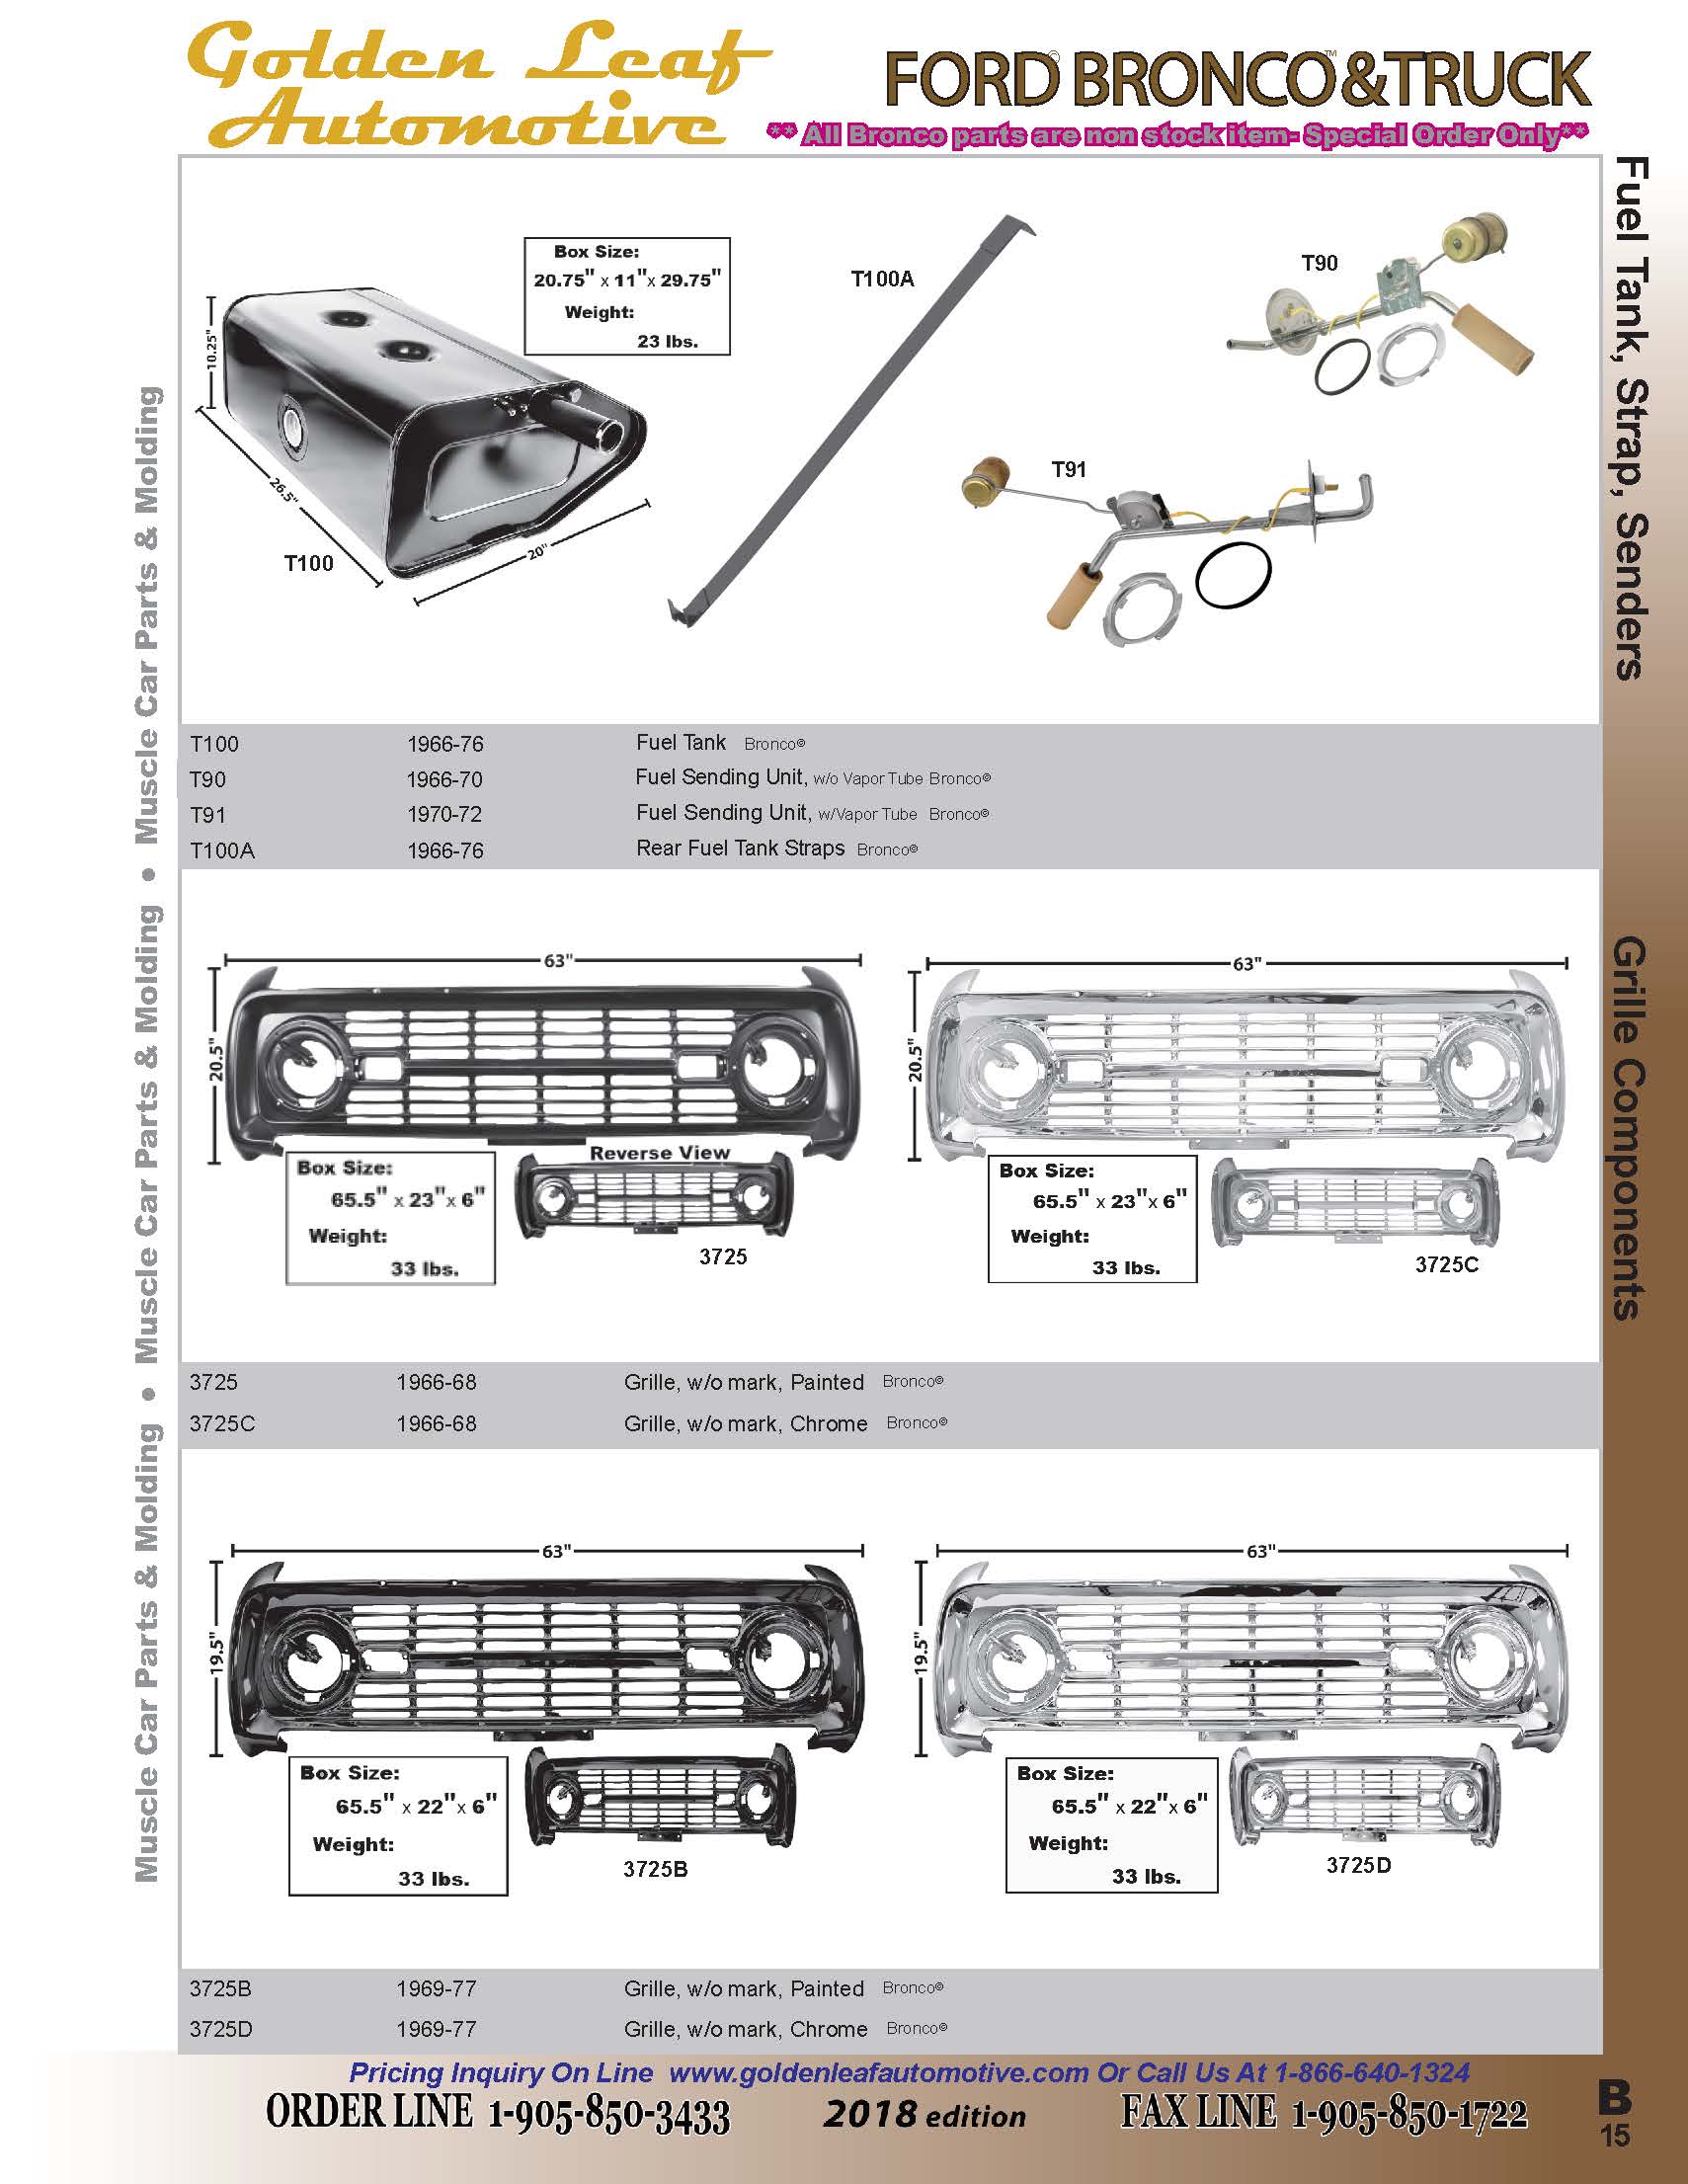 Golden Leaf
Automotive
FORD© BRONCO™&TRUCK
** All Bronco parts are non stock item- Special Order Only**
Fuel Tank, Strap, Senders
Grille Components
Muscle Car Parts & Molding • Muscle Car Parts & Molding • Muscle Car Parts & Molding
Box Size:
20.75" x 11"x 29.75"
Weight:
23 lbs.
10.25"
26.5"
20"
T100
T100A
T90
T91
T100 1966-76 Fuel Tank Bronco©
T90 1966-70 Fuel Sending Unit, w/o Vapor Tube Bronco©
T91 1970-72 Fuel Sending Unit, w/Vapor Tube Bronco©
T100A 1966-76 Rear Fuel Tank Straps Bronco©
63"
20.5"
Reverse View
Box Size:
65.5" x 23"x 6"
Weight:
33 lbs.
3725
63"
20.5"
Box Size:
65.5" x 23"x 6"
Weight:
33 lbs.
3725C
3725 1966-68 Grille, w/o mark, Painted Bronco©
3725C 1966-68 Grille, w/o mark, Chrome Bronco©
63"
19.5"
Box Size:
65.5" x 22"x 6"
Weight:
33 lbs.
3725B
63"
19.5"
Box Size:
65.5" x 22"x 6"
Weight:
33 lbs.
3725D
3725B 1969-77 Grille, w/o mark, Painted Bronco©
3725D 1969-77 Grille, w/o mark, Chrome Bronco©
Pricing Inquiry On Line www.goldenleafautomotive.com Or Call Us At 1-866-640-1324
ORDER LINE 1-905-850-3433 2018 edition FAX LINE 1-905-850-1722
B
15